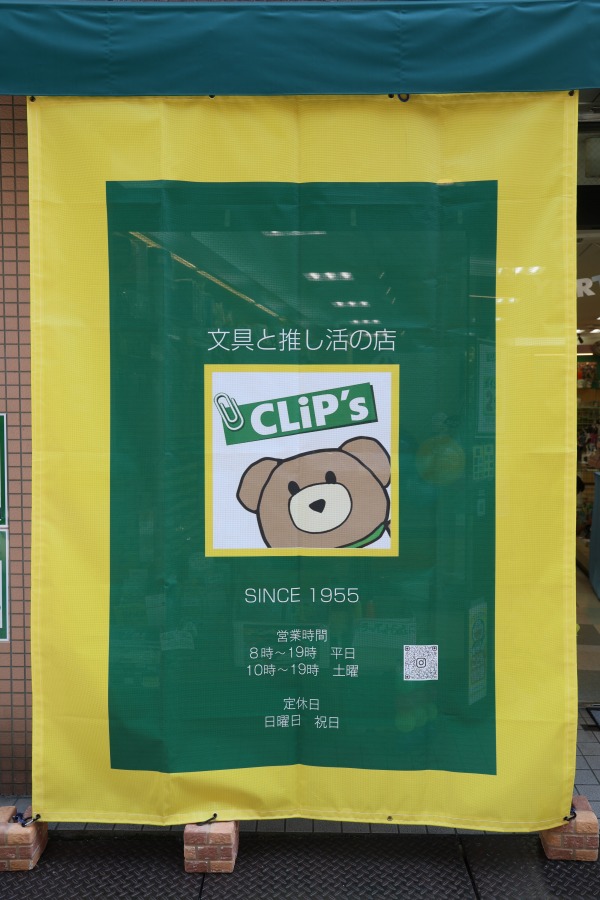 文具と推し活の店
CLiP's
SINCE 1955
営業時間
8時～19時 平日
10時～19時 土曜
定休日
日曜日 祝日